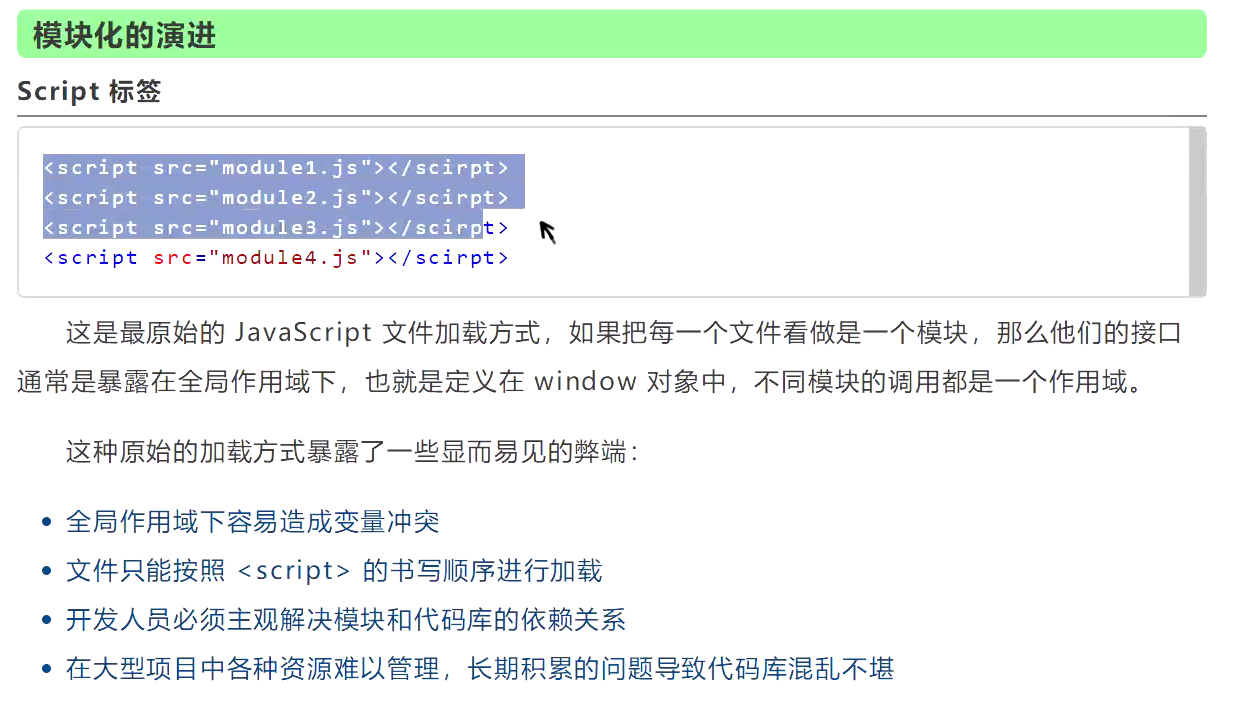 模块化的演进
Script 标签
<script src="module1.js"></scirpt>
<script src="module2.js"></scirpt>
<script src="module3.js"></scirpt>
<script src="module4.js"></scirpt>
这是最原始的 JavaScript 文件加载方式，如果把每一个文件看做是一个模块，那么他们的接口
通常是暴露在全局作用域下，也就是定义在 window 对象中，不同模块的调用都是一个作用域。
这种原始的加载方式暴露了一些显而易见的弊端：
• 全局作用域下容易造成变量冲突
• 文件只能按照 <script> 的书写顺序进行加载
• 开发人员必须主观解决模块和代码库的依赖关系
• 在大型项目中各种资源难以管理，长期积累的问题导致代码库混乱不堪